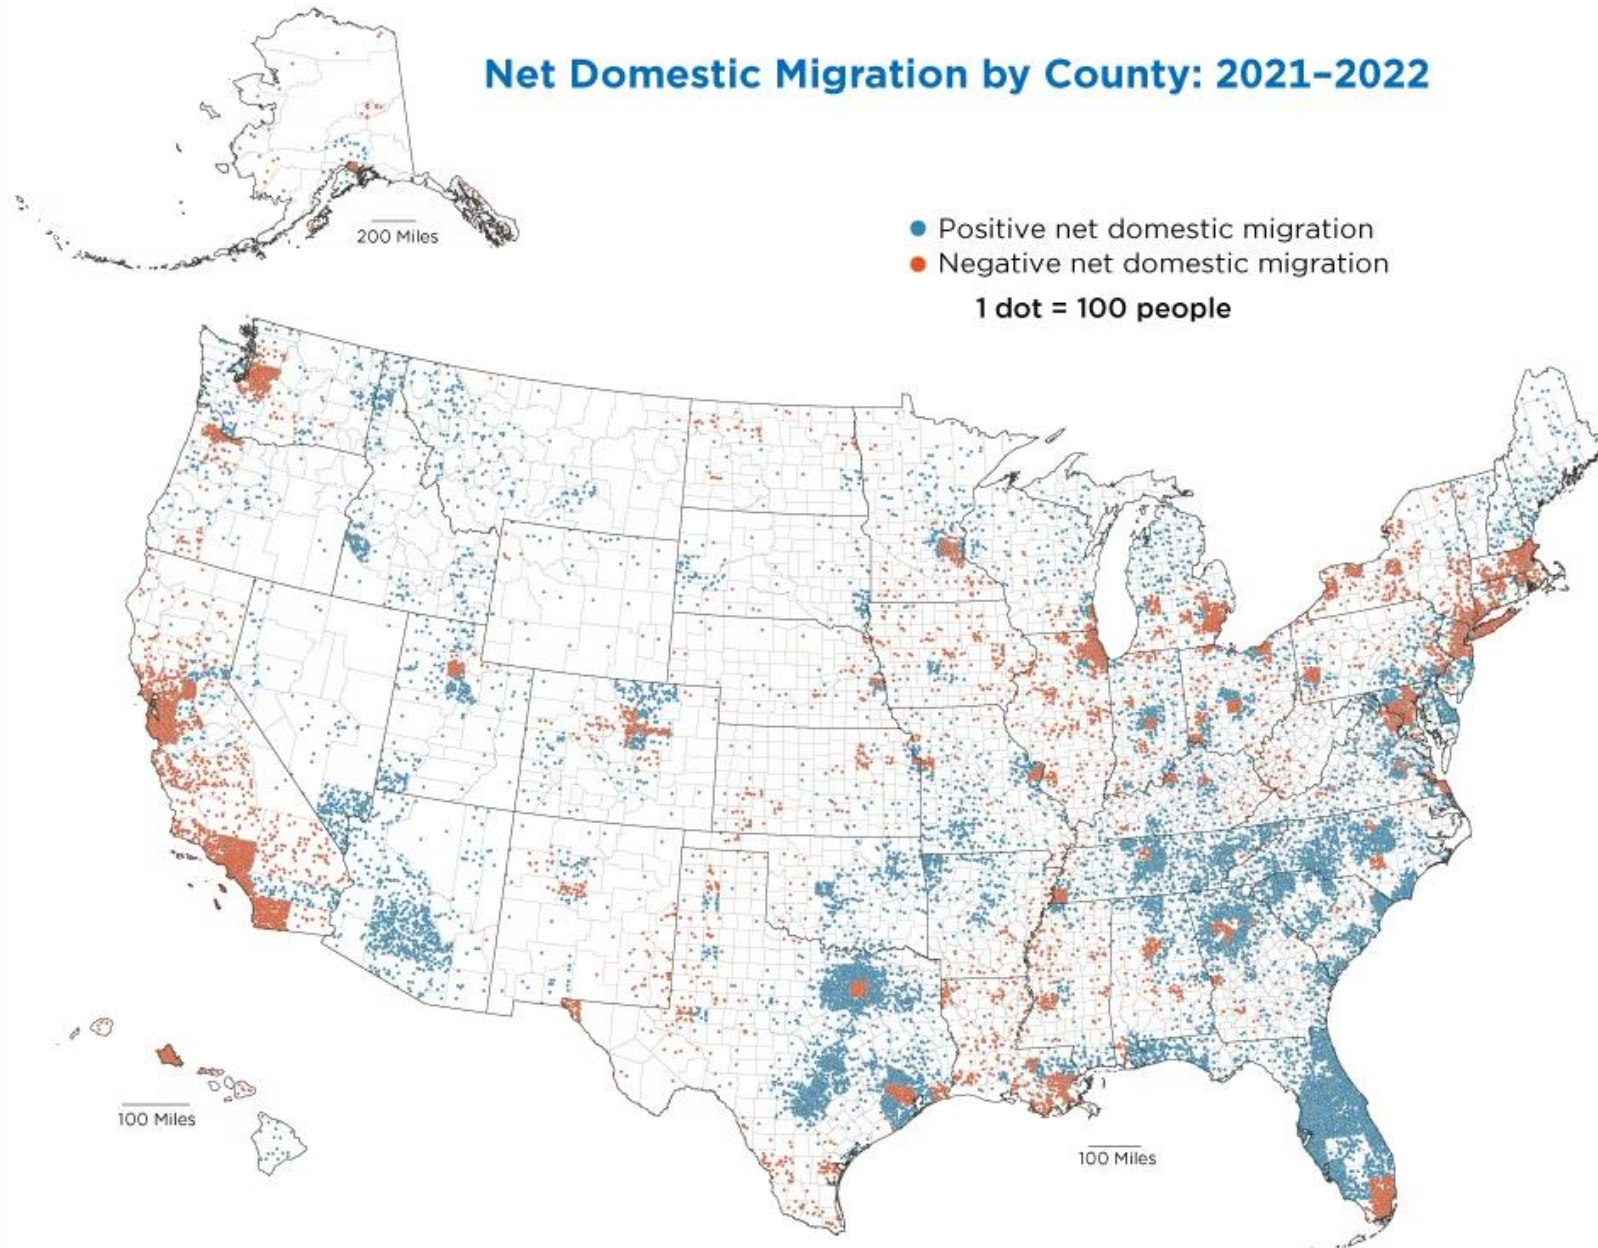 Net Domestic Migration by County: 2021–2022
Positive net domestic migration
Negative net domestic migration
1 dot = 100 people
200 Miles
100 Miles
100 Miles